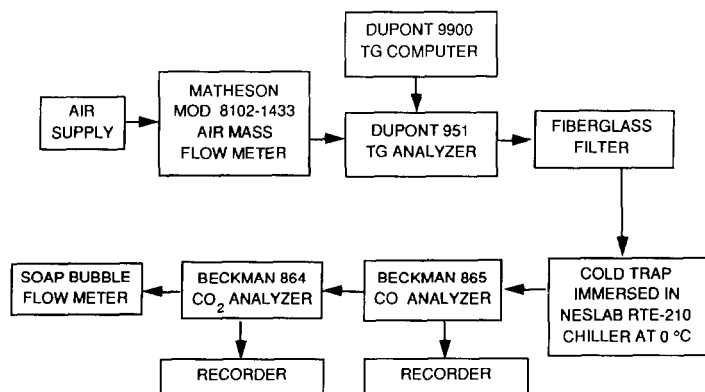 DUPONT 9900
TG COMPUTER
MATHESON
MOD 8102-1433
AIR MASS
FLOW METER
AIR
SUPPLY
DUPONT 951
TG ANALYZER
FIBERGLASS
FILTER
SOAP BUBBLE
FLOW METER
BECKMAN 864
CO2 ANALYZER
BECKMAN 865
CO ANALYZER
COLD TRAP
IMMERSED IN
NESLAB RTE-210
CHILLER AT 0 °C
RECORDER
RECORDER